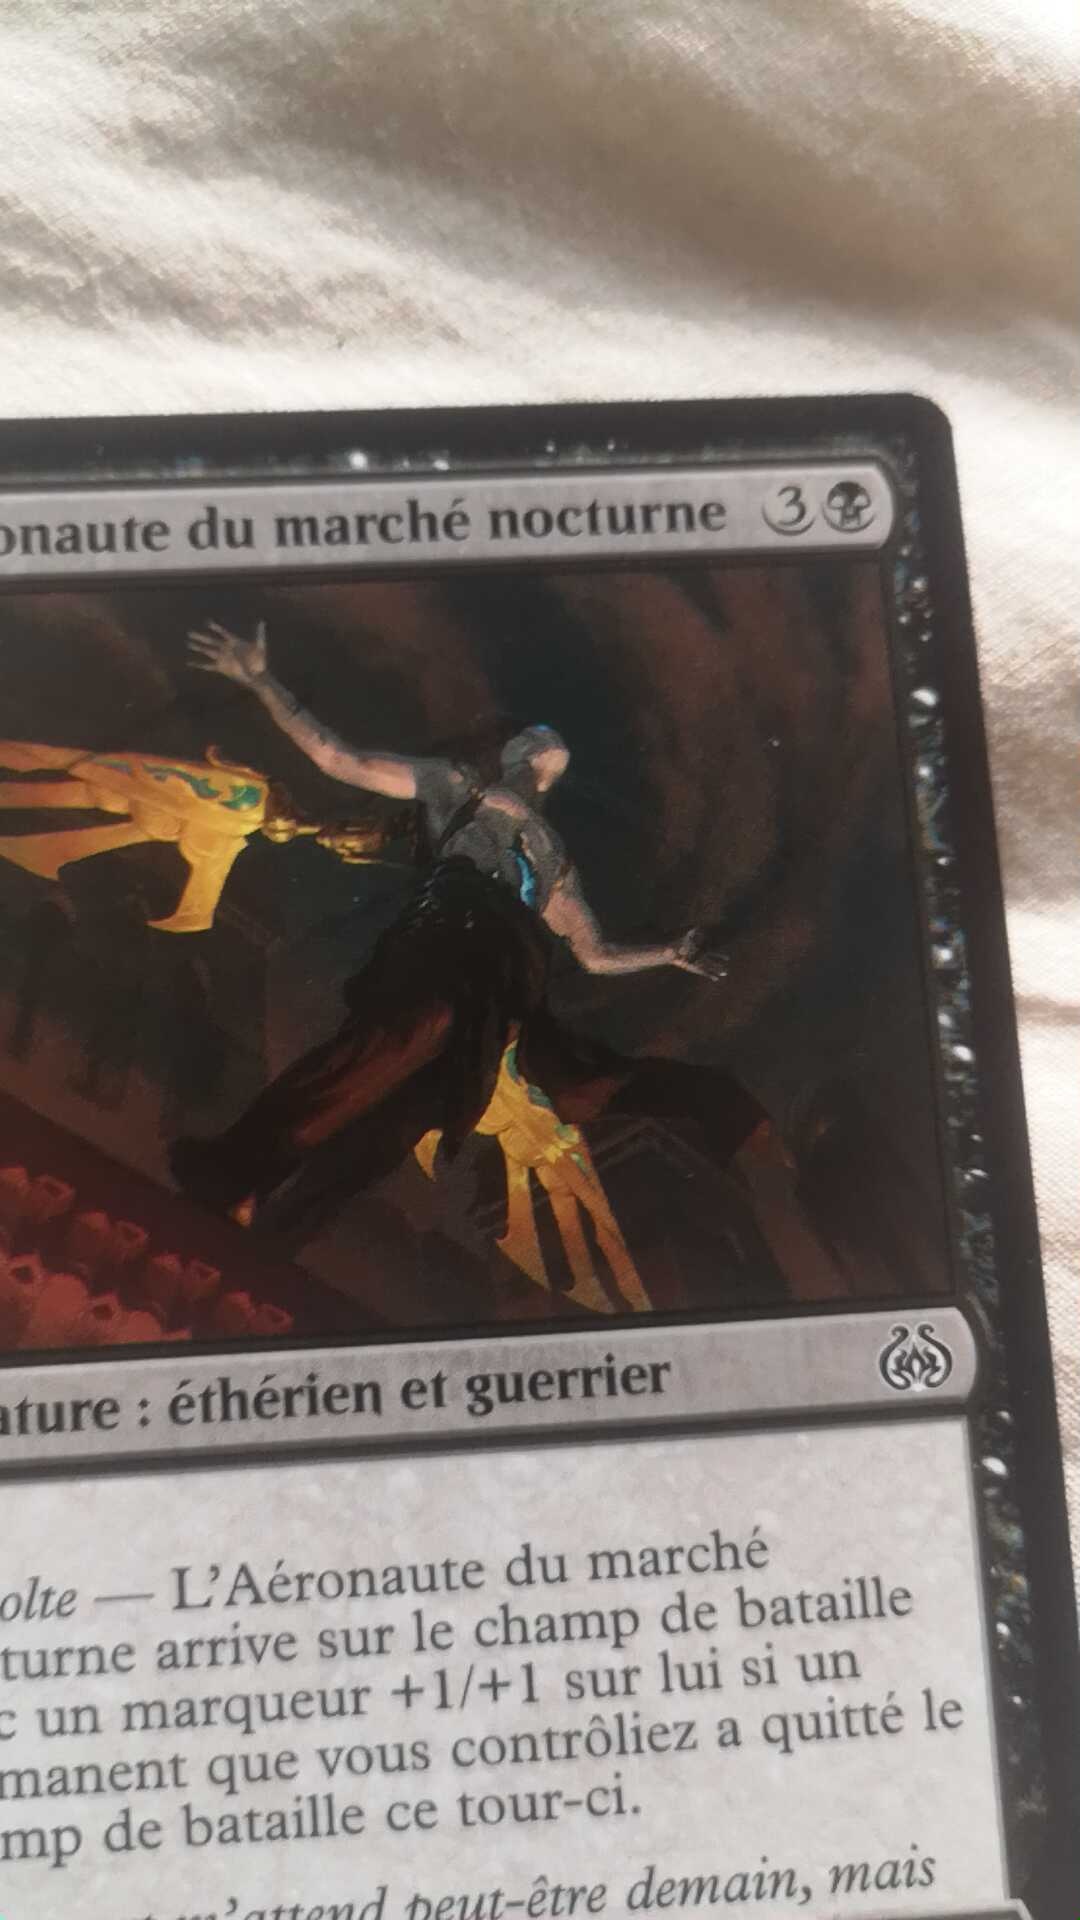 onaute du marché nocturne 3
ature : éthérien et guerrier
olte — L'Aéronaute du marché
turne arrive sur le champ de bataille
c un marqueur +1/+1 sur lui si un
manent que vous contrôliez a quitté le
mp de bataille ce tour-ci.
m'attend peut-être demain, mais